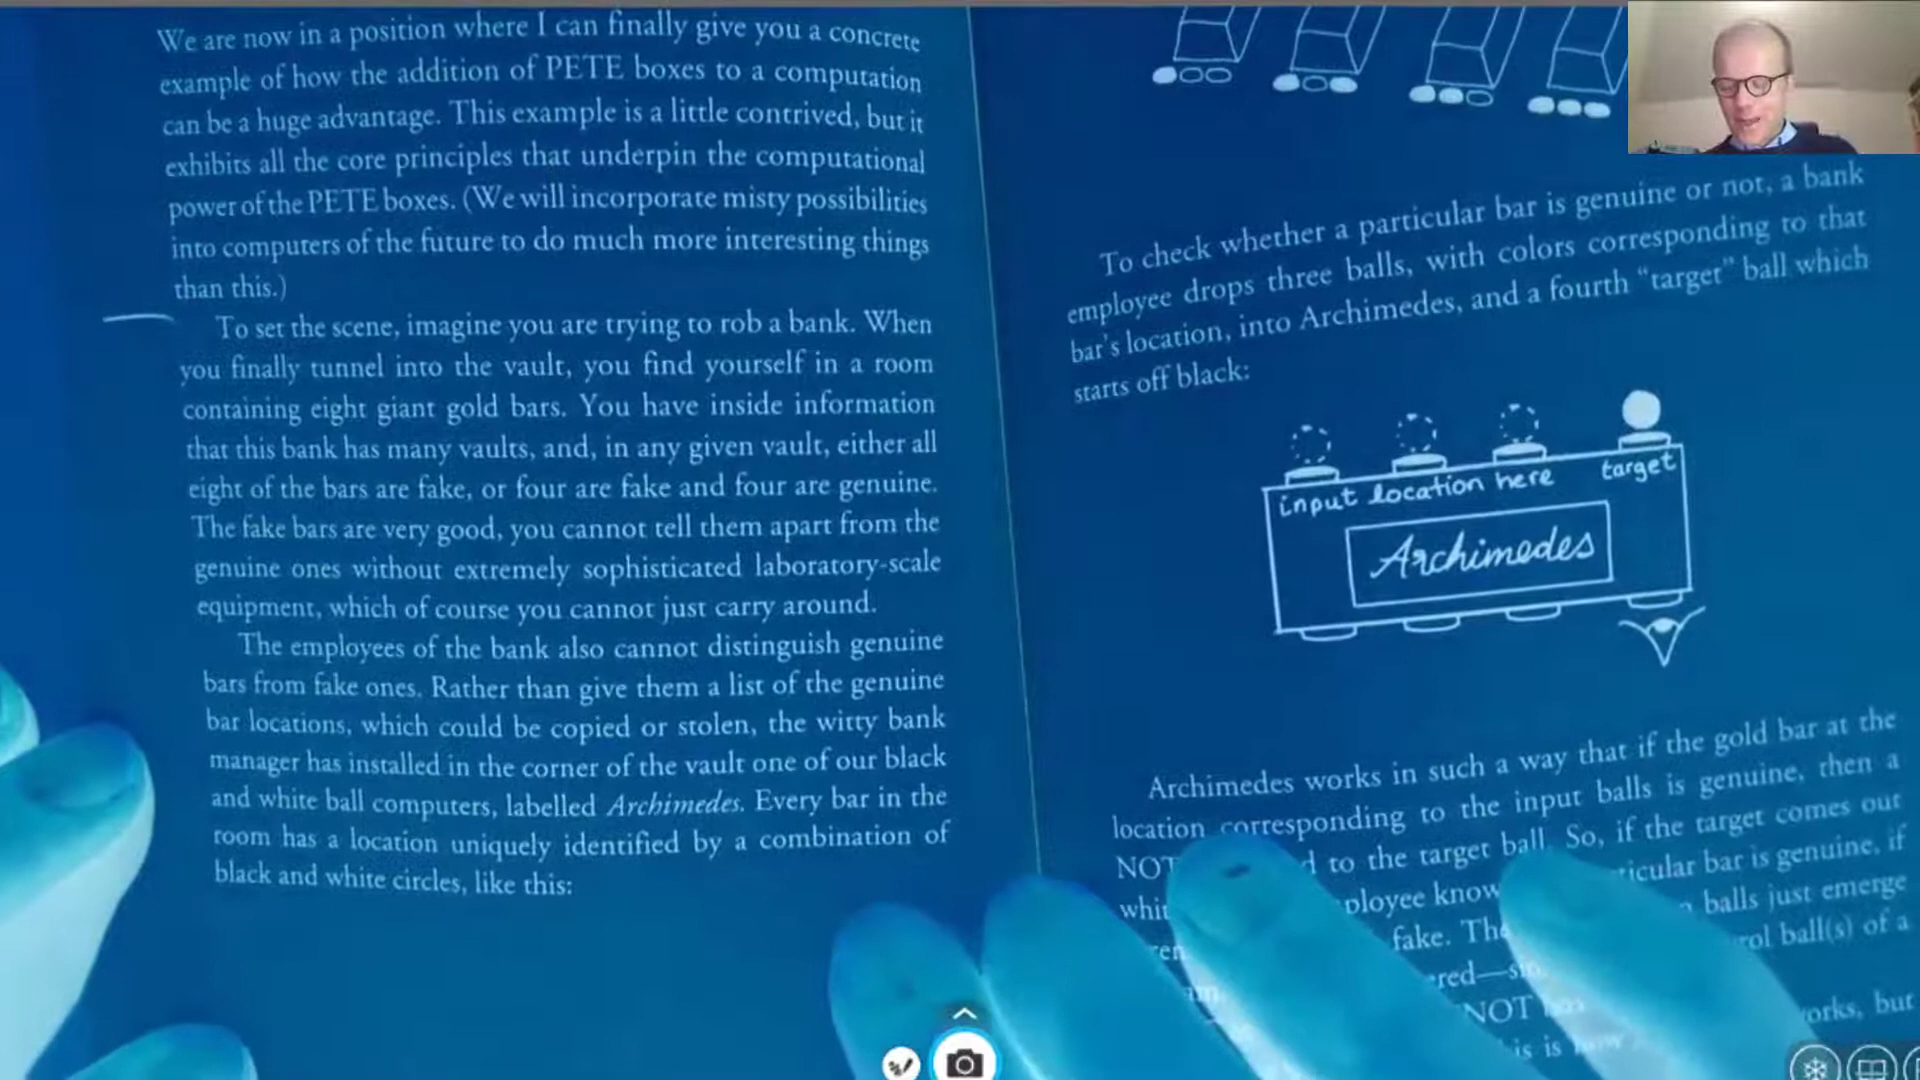 We are now in a position where I can finally give you a concrete
example of how the addition of PETE boxes to a computation
can be a huge advantage. This example is a little contrived, but it
exhibits all the core principles that underpin the computational
power of the PETE boxes. (We will incorporate misty possibilities
into computers of the future to do much more interesting things
than this.)
To set the scene, imagine you are trying to rob a bank. When
you finally tunnel into the vault, you find yourself in a room
containing eight giant gold bars. You have inside information
that this bank has many vaults, and, in any given vault, either all
eight of the bars are fake, or four are fake and four are genuine.
The fake bars are very good, you cannot tell them apart from the
genuine ones without extremely sophisticated laboratory-scale
equipment, which of course you cannot just carry around.
The employees of the bank also cannot distinguish genuine
bars from fake ones. Rather than give them a list of the genuine
bar locations, which could be copied or stolen, the witty bank
manager has installed in the corner of the vault one of our black
and white ball computers, labelled Archimedes. Every bar in the
room has a location uniquely identified by a combination of
black and white circles, like this:
To check whether a particular bar is genuine or not, a bank
employee drops three balls, with colors corresponding to that
bar's location, into Archimedes, and a fourth “target” ball which
starts off black:
input location here target
Archimedes
Archimedes works in such a way that if the gold bar at the
location corresponding to the input balls is genuine, then a
NOT to the target ball. So, if the target comes out
bar is genuine, if
balls just emerge
fake. ball(s) of a
NOT but
is